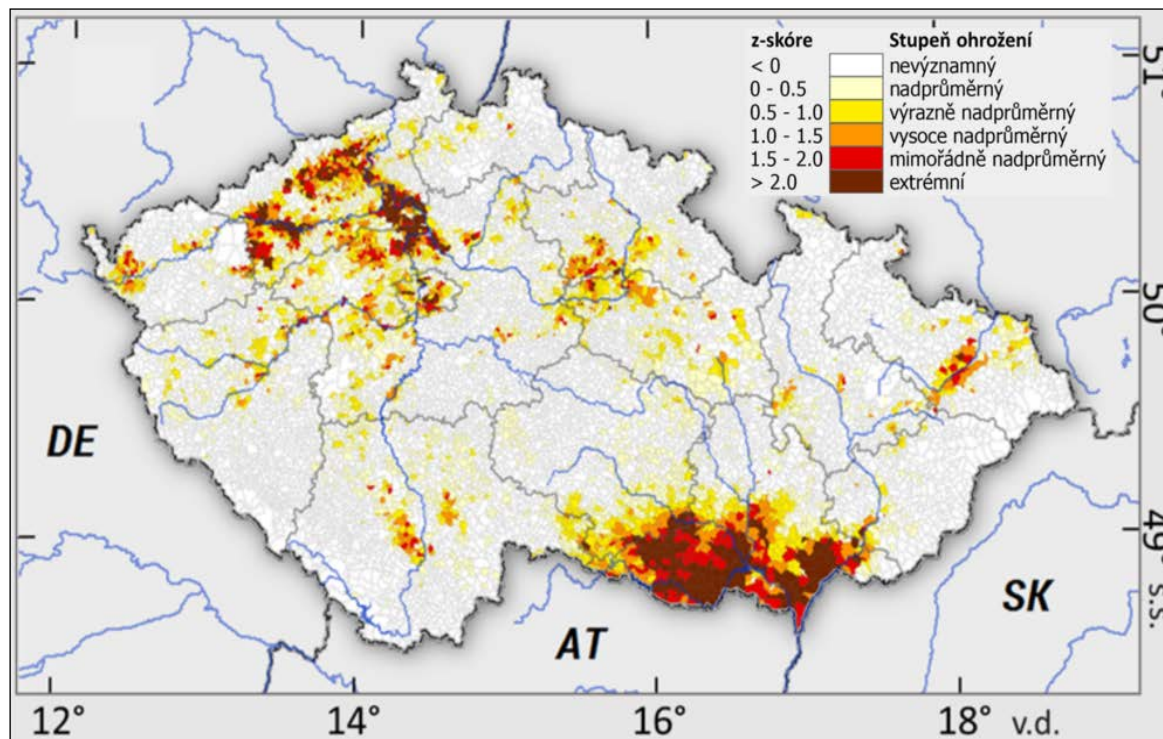 z-skóre Stupeň ohrožení
< 0 nevýznamný
0 - 0.5 nadprůměrný
0.5 - 1.0 výrazně nadprůměrný
1.0 - 1.5 vysoce nadprůměrný
1.5 - 2.0 mimořádně nadprůměrný
> 2.0 extrémní
51°
50°
DE
49° s.š.
SK
AT
12° 14° 16° 18° v.d.